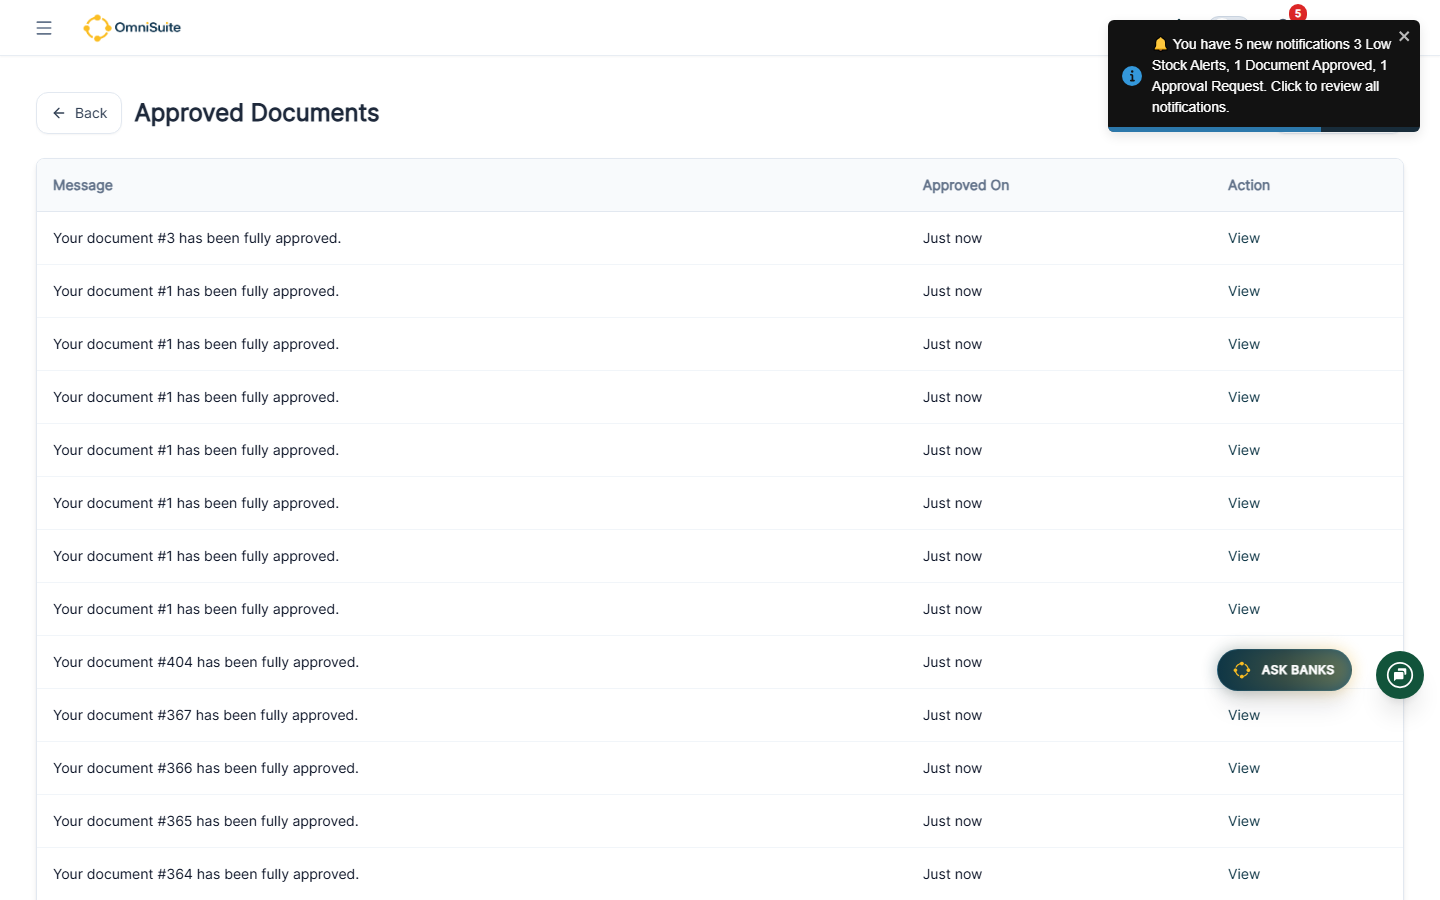 OmniSuite
5
🔔 You have 5 new notifications 3 Low
Stock Alerts, 1 Document Approved, 1
Approval Request. Click to review all
notifications.
Back
Approved Documents
Message Approved On Action
Your document #3 has been fully approved. Just now View
Your document #1 has been fully approved. Just now View
Your document #1 has been fully approved. Just now View
Your document #1 has been fully approved. Just now View
Your document #1 has been fully approved. Just now View
Your document #1 has been fully approved. Just now View
Your document #1 has been fully approved. Just now View
Your document #1 has been fully approved. Just now View
Your document #404 has been fully approved. Just now
ASK BANKS
Your document #367 has been fully approved. Just now View
Your document #366 has been fully approved. Just now View
Your document #365 has been fully approved. Just now View
Your document #364 has been fully approved. Just now View